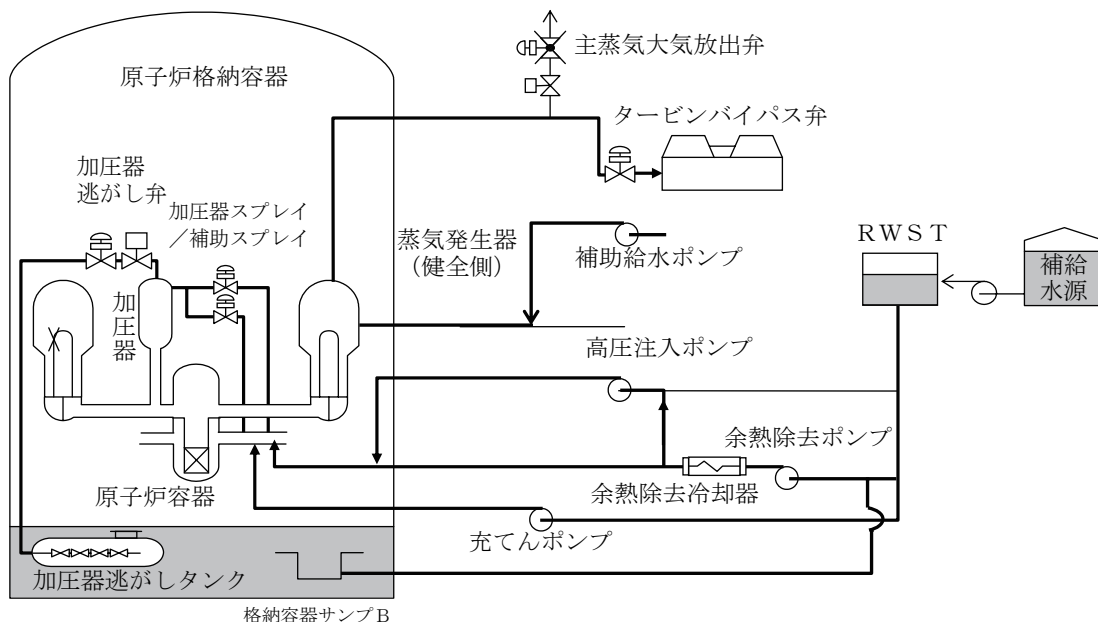 主蒸気大気放出弁
原子炉格納容器
タービンバイパス弁
加圧器
逃がし弁
加圧器スプレイ
／補助スプレイ
蒸気発生器
（健全側）
補助給水ポンプ
ＲＷＳＴ
補給
水源
加圧器
高圧注入ポンプ
余熱除去ポンプ
原子炉容器
余熱除去冷却器
充てんポンプ
加圧器逃がしタンク
格納容器サンプＢ